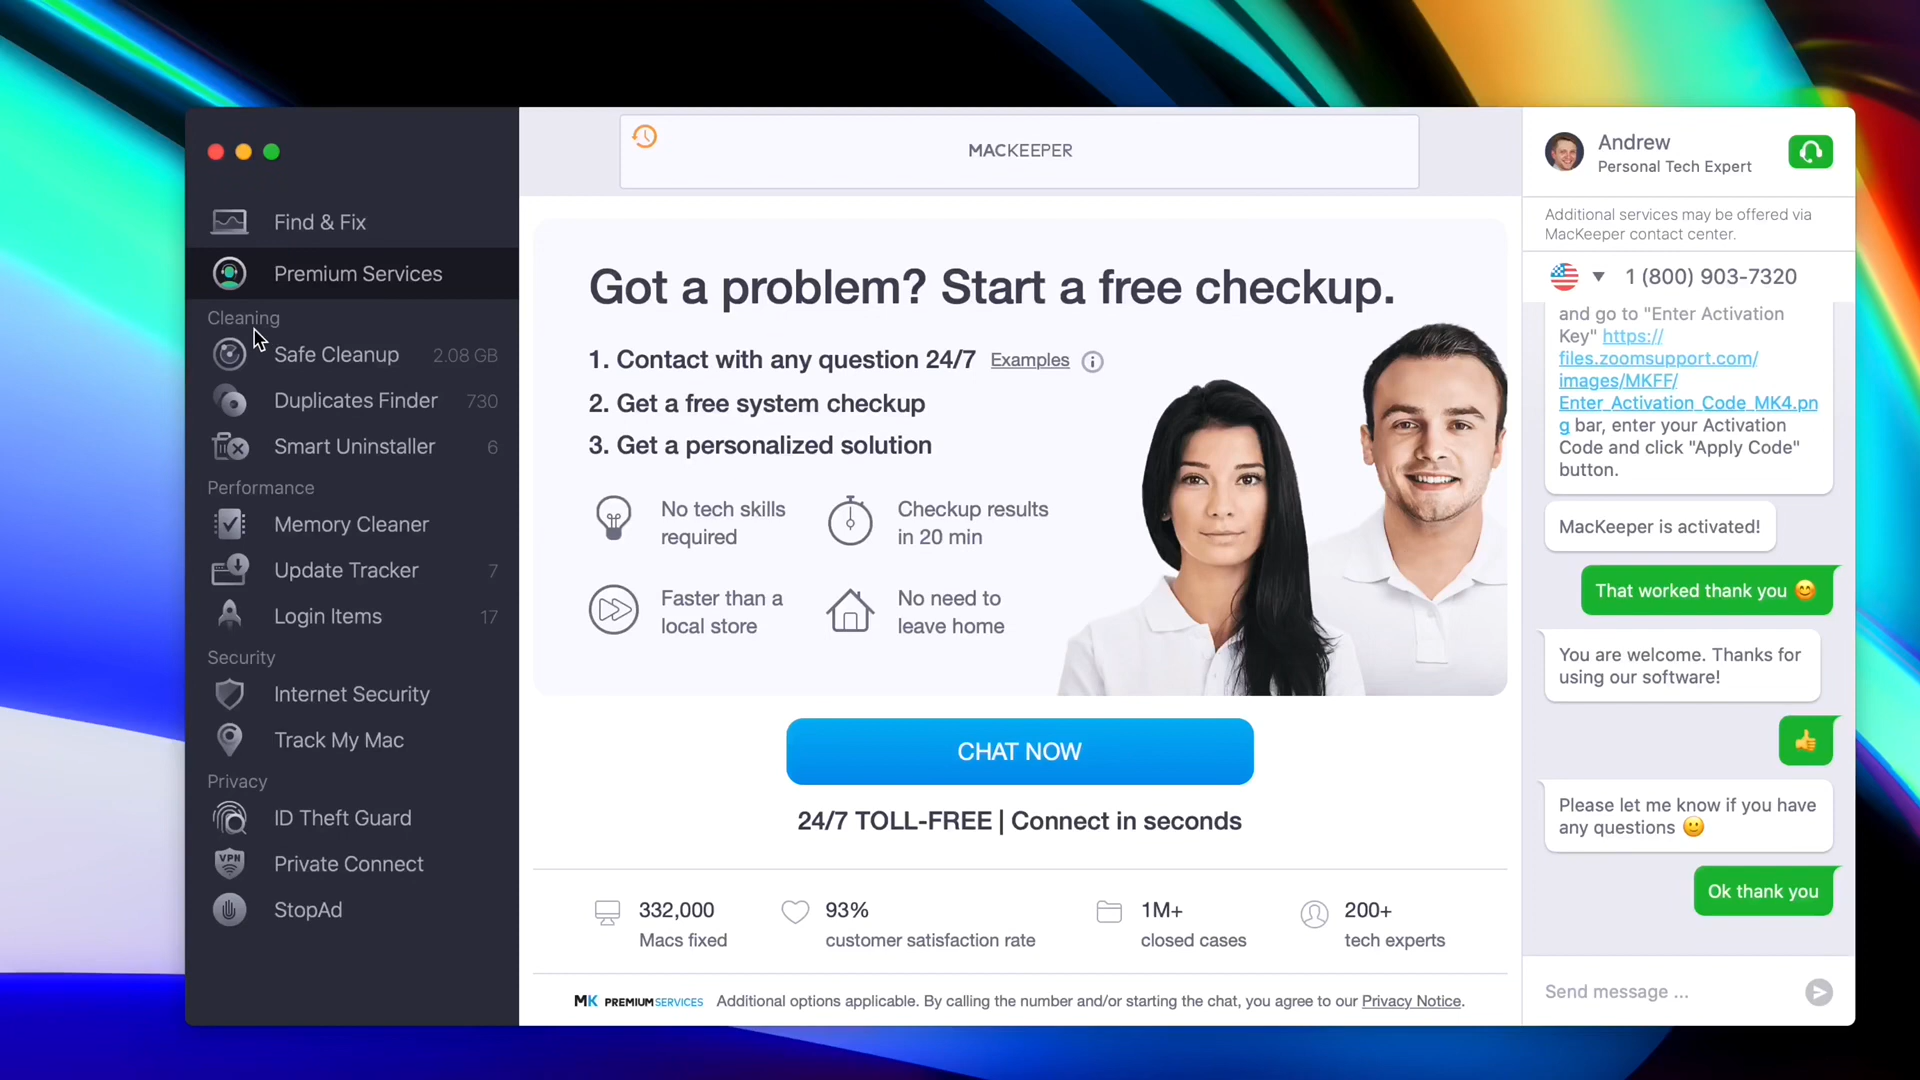 Find & Fix
Premium Services
Cleaning
Safe Cleanup 2.08 GB
Duplicates Finder 730
Smart Uninstaller 6
Performance
Memory Cleaner
Update Tracker 7
Login Items 17
Security
Internet Security
Track My Mac
Privacy
ID Theft Guard
VPN
Private Connect
StopAd
MACKEEPER
Got a problem? Start a free checkup.
1. Contact with any question 24/7 Examples
2. Get a free system checkup
3. Get a personalized solution
No tech skills
required
Checkup results
in 20 min
Faster than a
local store
No need to
leave home
CHAT NOW
24/7 TOLL-FREE | Connect in seconds
332,000
Macs fixed
93%
customer satisfaction rate
1M+
closed cases
200+
tech experts
MK PREMIUMSERVICES Additional options applicable. By calling the number and/or starting the chat, you agree to our Privacy Notice.
Andrew
Personal Tech Expert
Additional services may be offered via
MacKeeper contact center.
1 (800) 903-7320
and go to "Enter Activation
Key" https://
files.zoomsupport.com/
images/MKFF/
Enter_Activation_Code_MK4.pn
g bar, enter your Activation
Code and click "Apply Code"
button.
MacKeeper is activated!
That worked thank you 😊
You are welcome. Thanks for
using our software!
👍
Please let me know if you have
any questions 🙂
Ok thank you
Send message ...